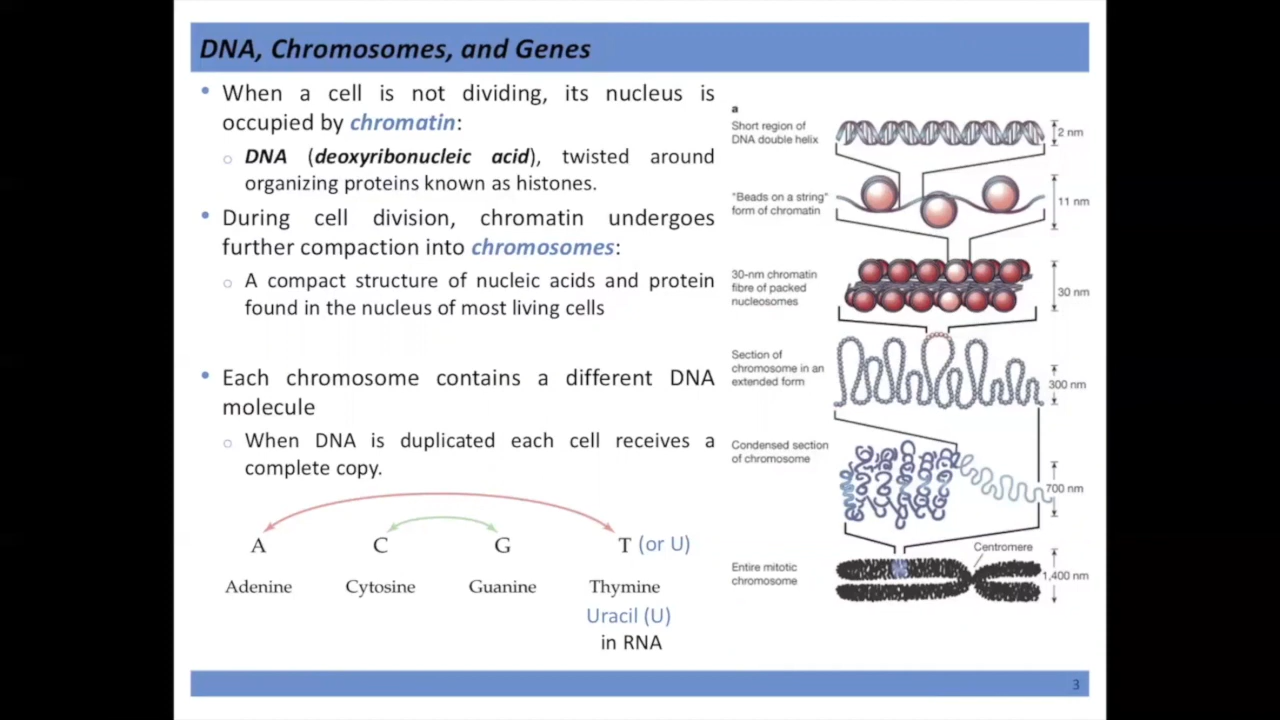 DNA, Chromosomes, and Genes
• When a cell is not dividing, its nucleus is
occupied by chromatin:
o DNA (deoxyribonucleic acid), twisted around
organizing proteins known as histones.
• During cell division, chromatin undergoes
further compaction into chromosomes:
o A compact structure of nucleic acids and protein
found in the nucleus of most living cells
• Each chromosome contains a different DNA
molecule
o When DNA is duplicated each cell receives a
complete copy.
A C G T (or U)
Adenine Cytosine Guanine Thymine
Uracil (U)
in RNA
a
Short region of
DNA double helix
2 nm
"Beads on a string"
form of chromatin
11 nm
30-nm chromatin
fibre of packed
nucleosomes
30 nm
Section of
chromosome in an
extended form
300 nm
Condensed section
of chromosome
700 nm
Centromere
Entire mitotic
chromosome
1,400 nm
3